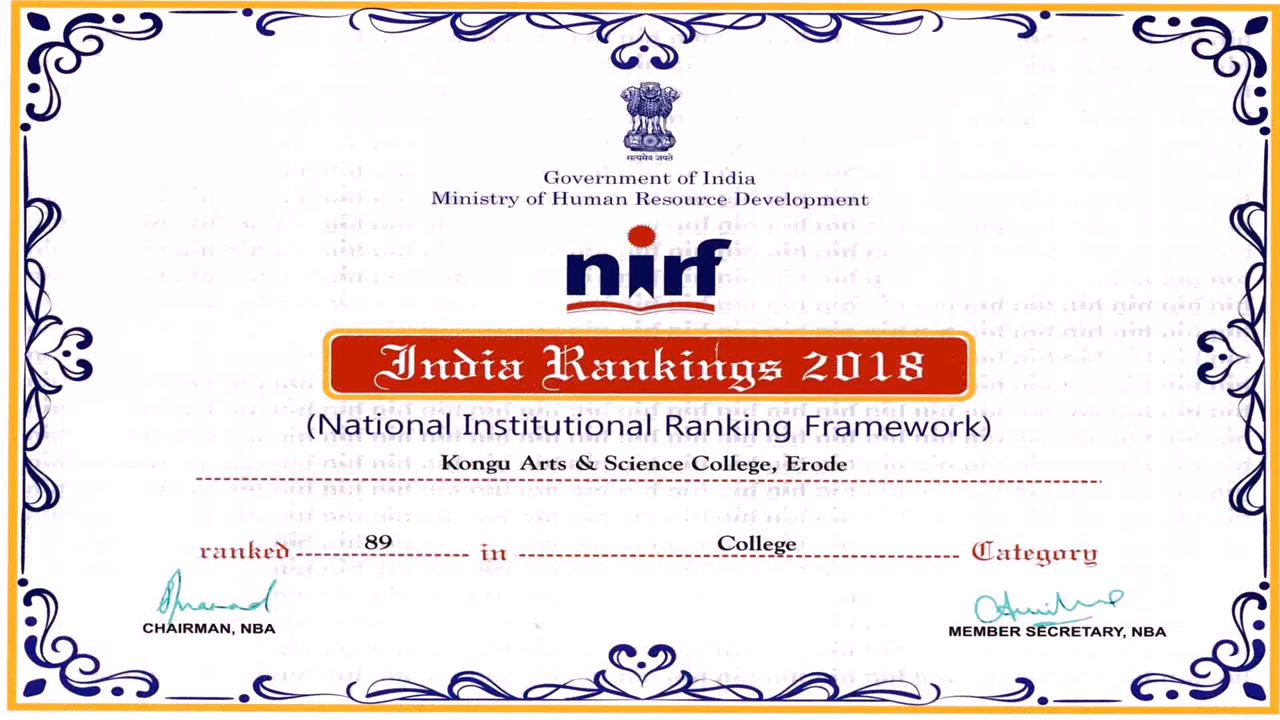 सत्यमेव जयते
Government of India
Ministry of Human Resource Development
nirf
India Rankings 2018
(National Institutional Ranking Framework)
Kongu Arts & Science College, Erode
ranked 89 in College Category
CHAIRMAN, NBA
MEMBER SECRETARY, NBA